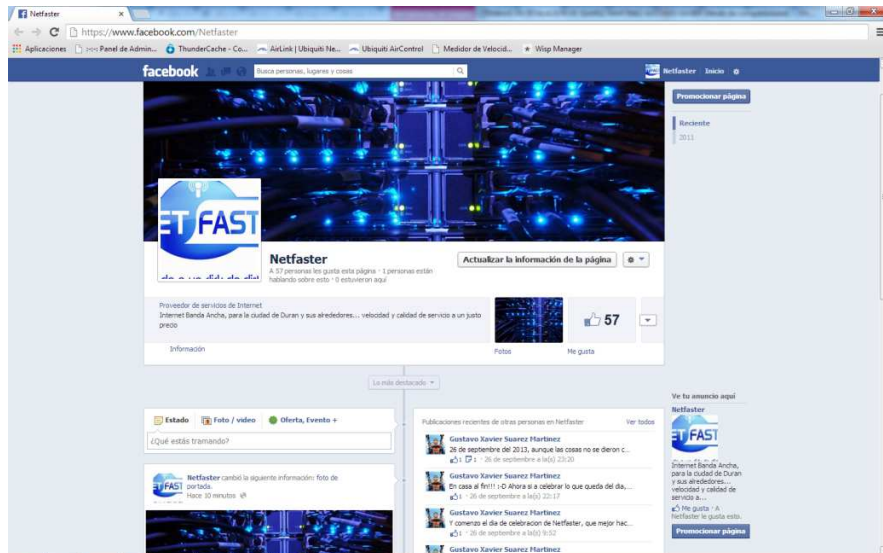 Netfaster
https://www.facebook.com/Netfaster
Aplicaciones
Panel de Admin...
ThunderCache - Co...
AirLink | Ubiquiti Ne...
Ubiquiti AirControl
Medidor de Velocid...
Wisp Manager
facebook
Busca personas, lugares y cosas
Netfaster Inicio
Promocionar página
Reciente
2011
ET FAST
Netfaster
A 57 personas les gusta esta página · 1 personas están
hablando sobre esto · 0 estuvieron aquí
Actualizar la información de la página
Proveedor de servicios de Internet
Internet Banda Ancha, para la ciudad de Duran y sus alrededores... velocidad y calidad de servicio a un justo
precio
Información
57
Fotos
Me gusta
Lo más destacado
Estado
Foto / video
Oferta, Evento +
¿Qué estás tramando?
Netfaster cambió la siguiente información: foto de
portada.
Hace 10 minutos
FAST
Publicaciones recientes de otras personas en Netfaster
Ver todos
Gustavo Xavier Suarez Martinez
26 de septiembre del 2013, aunque las cosas no se dieron c...
1 1 · 26 de septiembre a la(s) 23:20
Gustavo Xavier Suarez Martinez
En casa al fin!!! :-D Ahora si a celebrar lo que queda del dia,...
1 · 26 de septiembre a la(s) 22:17
Gustavo Xavier Suarez Martinez
Y comenzo el dia de celebracion de Netfaster, que mejor hac...
1 · 26 de septiembre a la(s) 9:52
Gustavo Xavier Suarez Martinez
Ve tu anuncio aquí
Netfaster
ET FAST
Internet Banda Ancha,
para la ciudad de Duran
y sus alrededores...
velocidad y calidad de
servicio a...
Me gusta · A
Netfaster le gusta esto.
Promocionar página